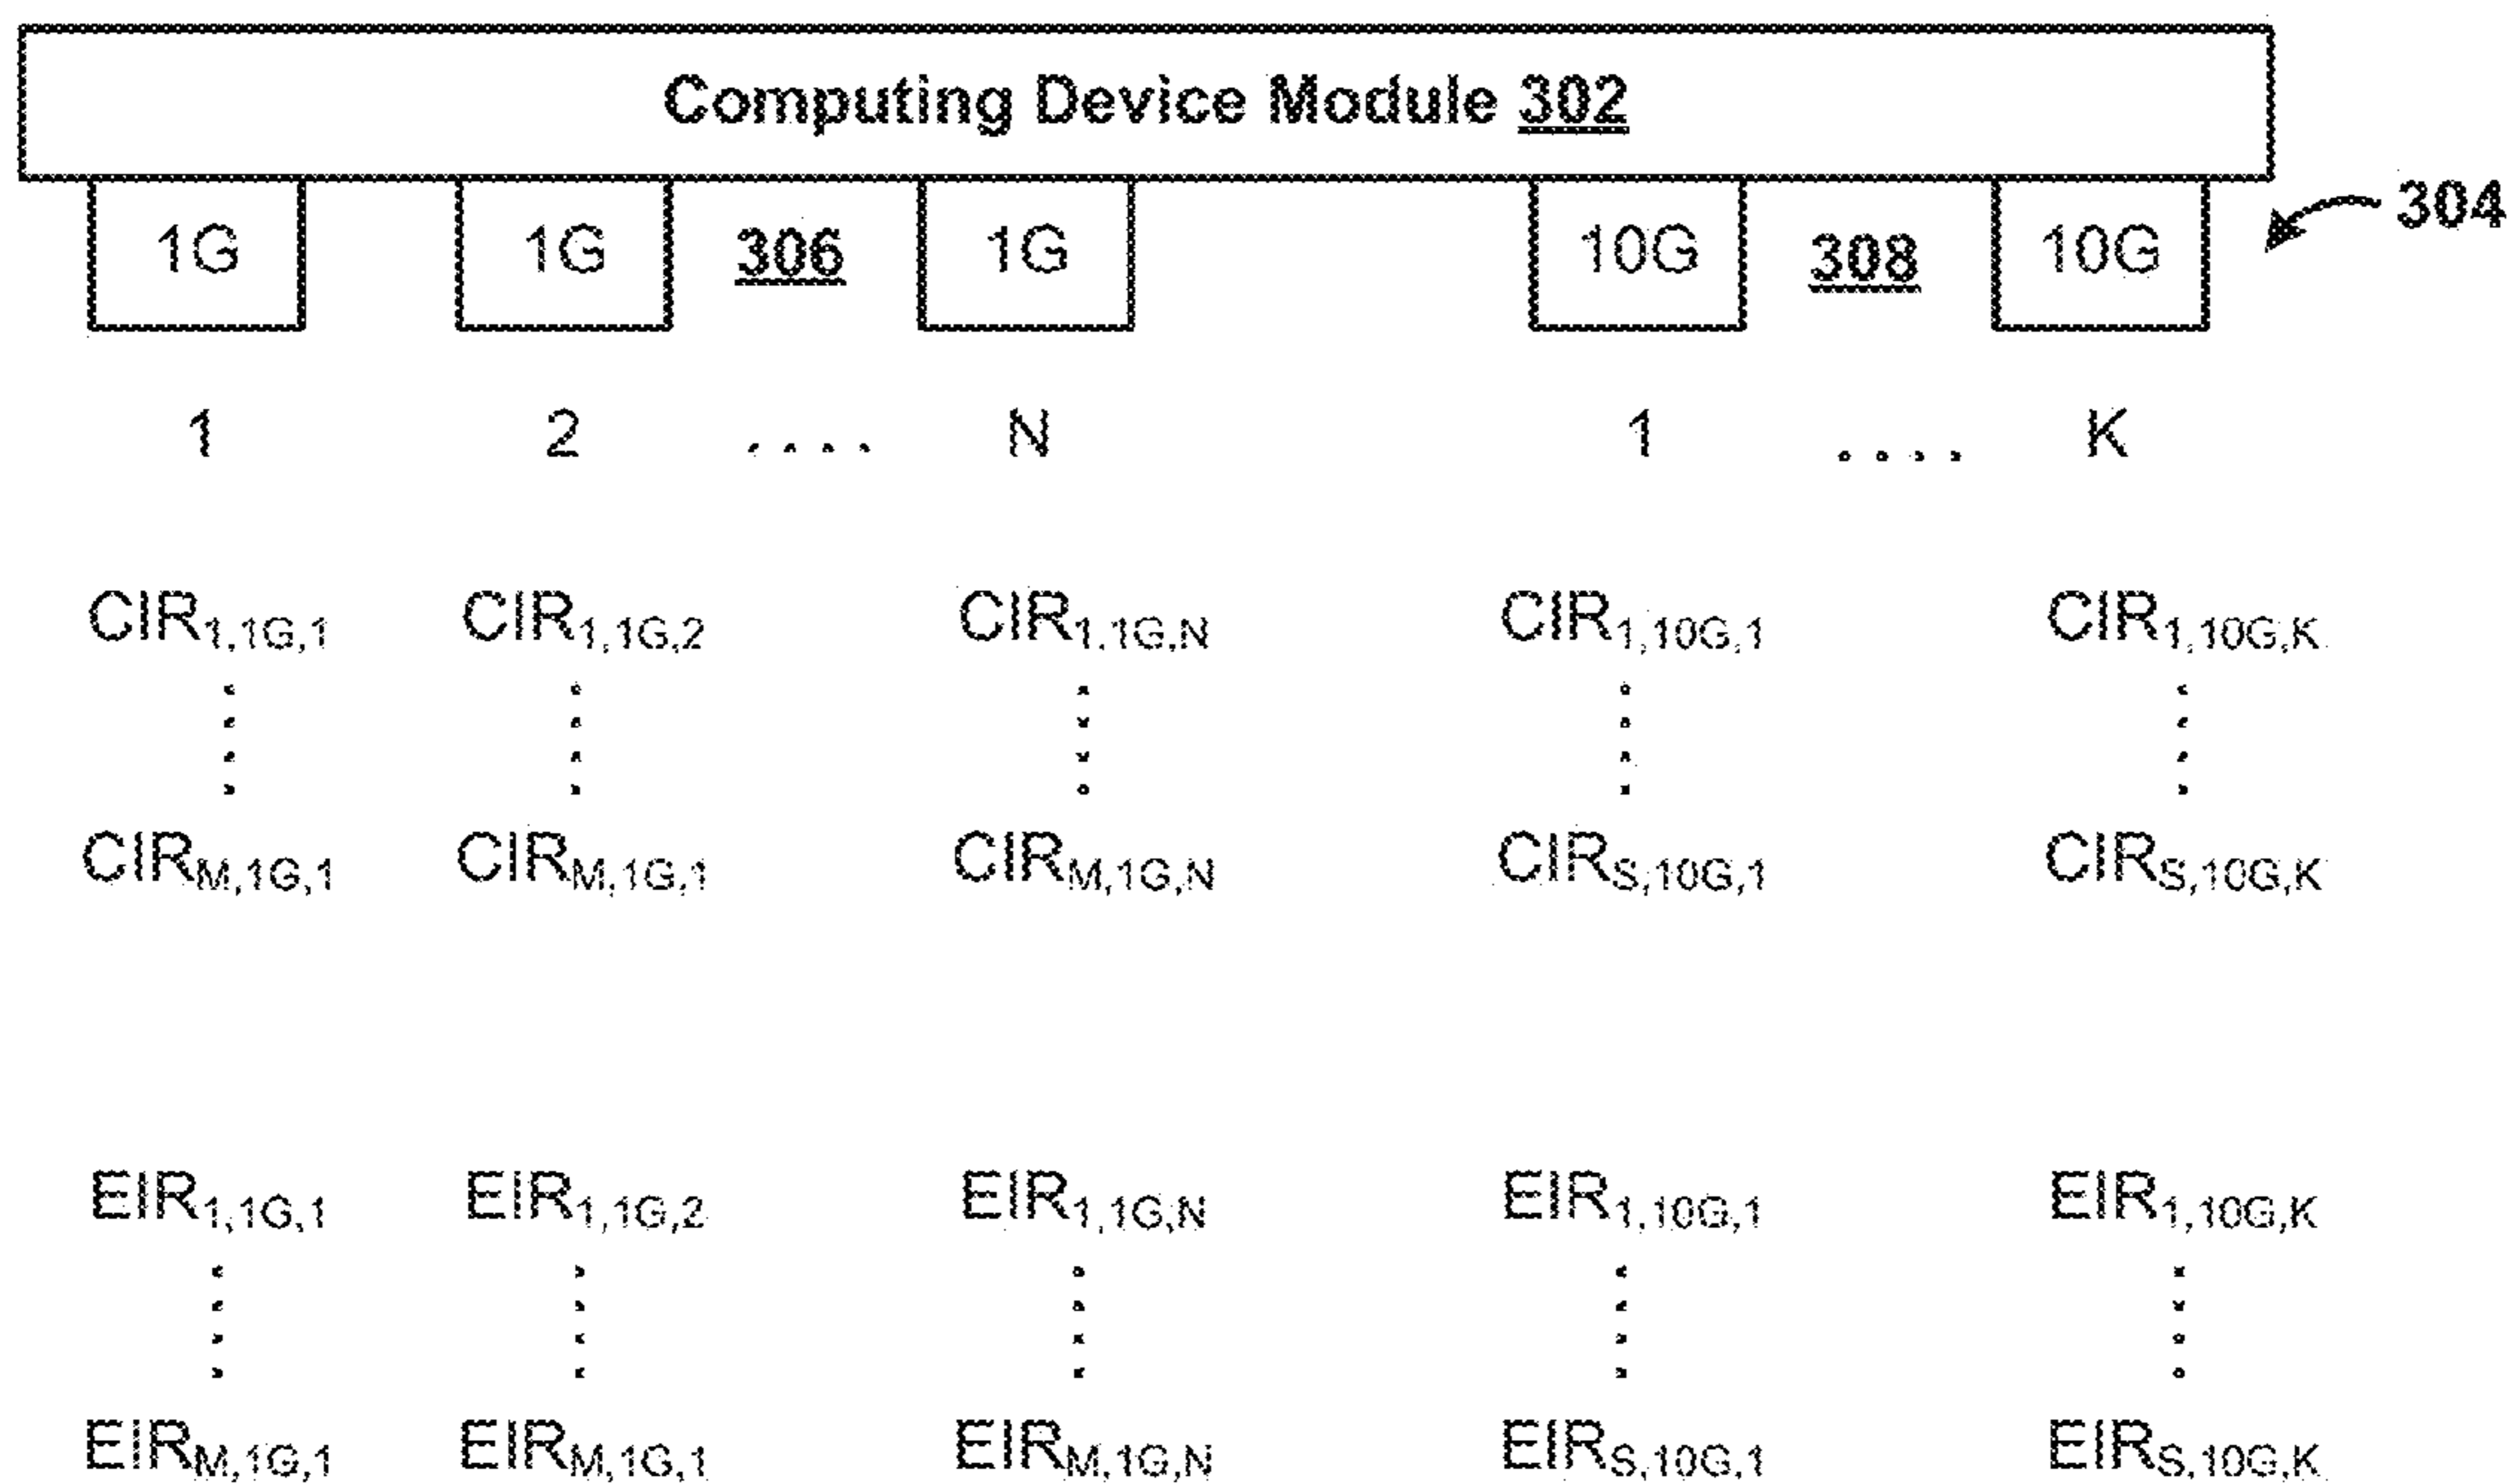 Computing Device Module 302
1G 1G 306 1G 10G 308 10G 304
1 2 .... N 1 .... K
CIR1,1G,1 CIR1,1G,2 CIR1,1G,N CIR1,10G,1 CIR1,10G,K
CIRM,1G,1 CIRM,1G,1 CIRM,1G,N CIRS,10G,1 CIRS,10G,K
EIR1,1G,1 EIR1,1G,2 EIR1,1G,N EIR1,10G,1 EIR1,10G,K
EIRM,1G,1 EIRM,1G,1 EIRM,1G,N EIRS,10G,1 EIRS,10G,K